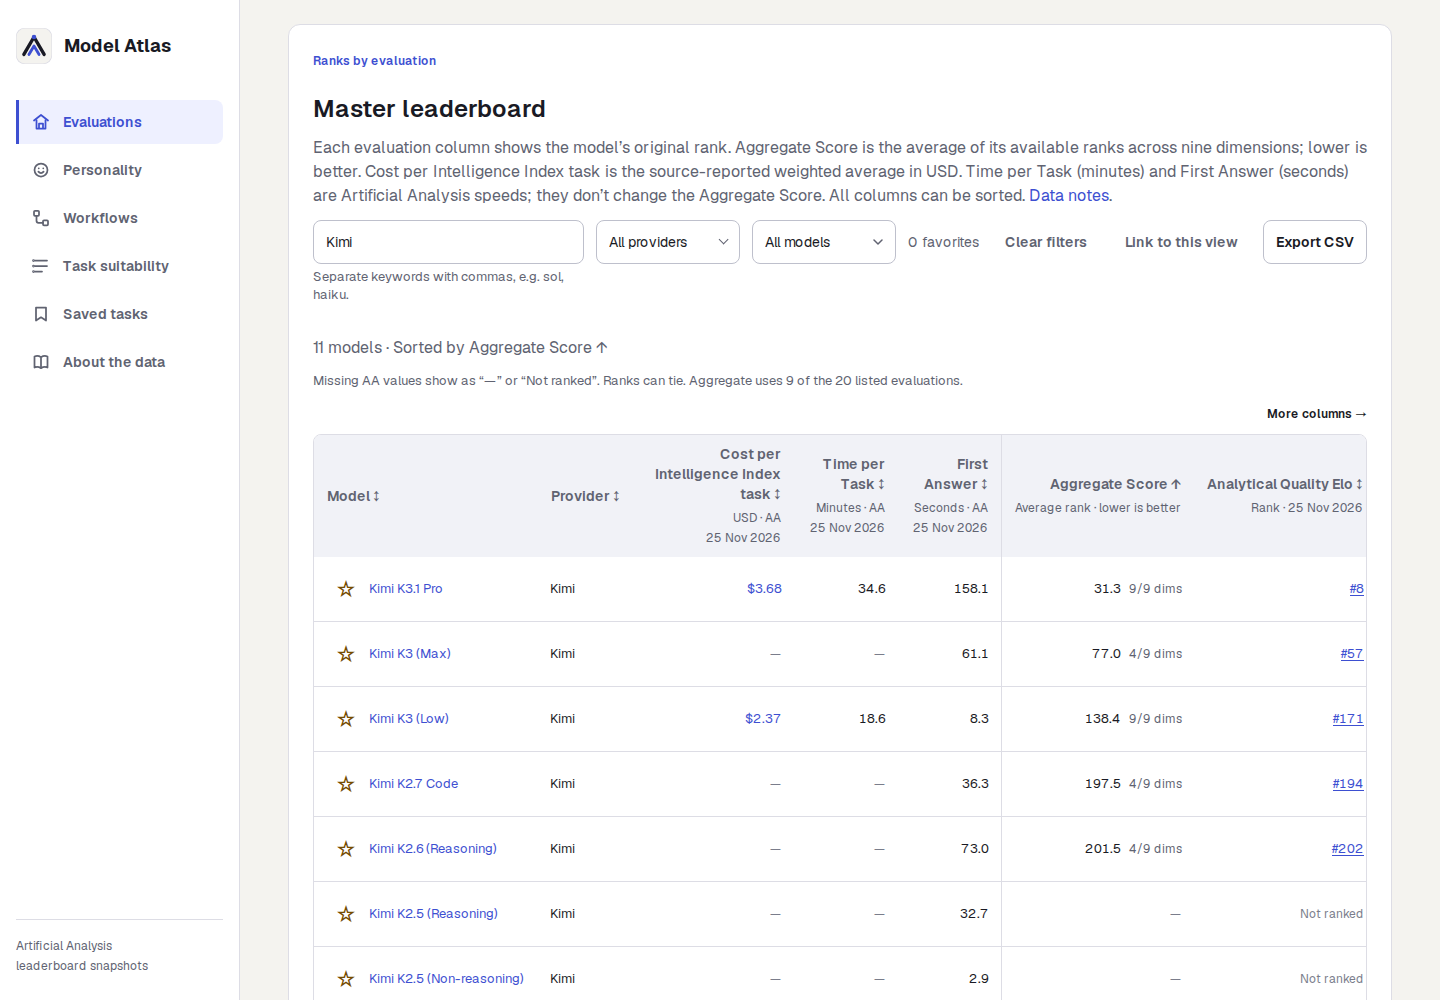 Model Atlas
Evaluations
Personality
Workflows
Task suitability
Saved tasks
About the data
Artificial Analysis
leaderboard snapshots
Ranks by evaluation
Master leaderboard
Each evaluation column shows the model’s original rank. Aggregate Score is the average of its available ranks across nine dimensions; lower is
better. Cost per Intelligence Index task is the source-reported weighted average in USD. Time per Task (minutes) and First Answer (seconds)
are Artificial Analysis speeds; they don’t change the Aggregate Score. All columns can be sorted. Data notes.
Kimi All providers All models 0 favorites Clear filters Link to this view Export CSV
Separate keywords with commas, e.g. sol,
haiku.
11 models · Sorted by Aggregate Score ↑
Missing AA values show as “—” or “Not ranked”. Ranks can tie. Aggregate uses 9 of the 20 listed evaluations.
More columns →
Model ↕
Provider ↕
Cost per
Intelligence Index
task ↕
USD · AA
25 Nov 2026
Time per
Task ↕
Minutes · AA
25 Nov 2026
First
Answer ↕
Seconds · AA
25 Nov 2026
Aggregate Score ↑
Average rank · lower is better
Analytical Quality Elo ↕
Rank · 25 Nov 2026
Kimi K3.1 Pro Kimi $3.68 34.6 158.1 31.3 9/9 dims #8
Kimi K3 (Max) Kimi — — 61.1 77.0 4/9 dims #57
Kimi K3 (Low) Kimi $2.37 18.6 8.3 138.4 9/9 dims #171
Kimi K2.7 Code Kimi — — 36.3 197.5 4/9 dims #194
Kimi K2.6 (Reasoning) Kimi — — 73.0 201.5 4/9 dims #202
Kimi K2.5 (Reasoning) Kimi — — 32.7 — Not ranked
Kimi K2.5 (Non-reasoning) Kimi — — 2.9 — Not ranked